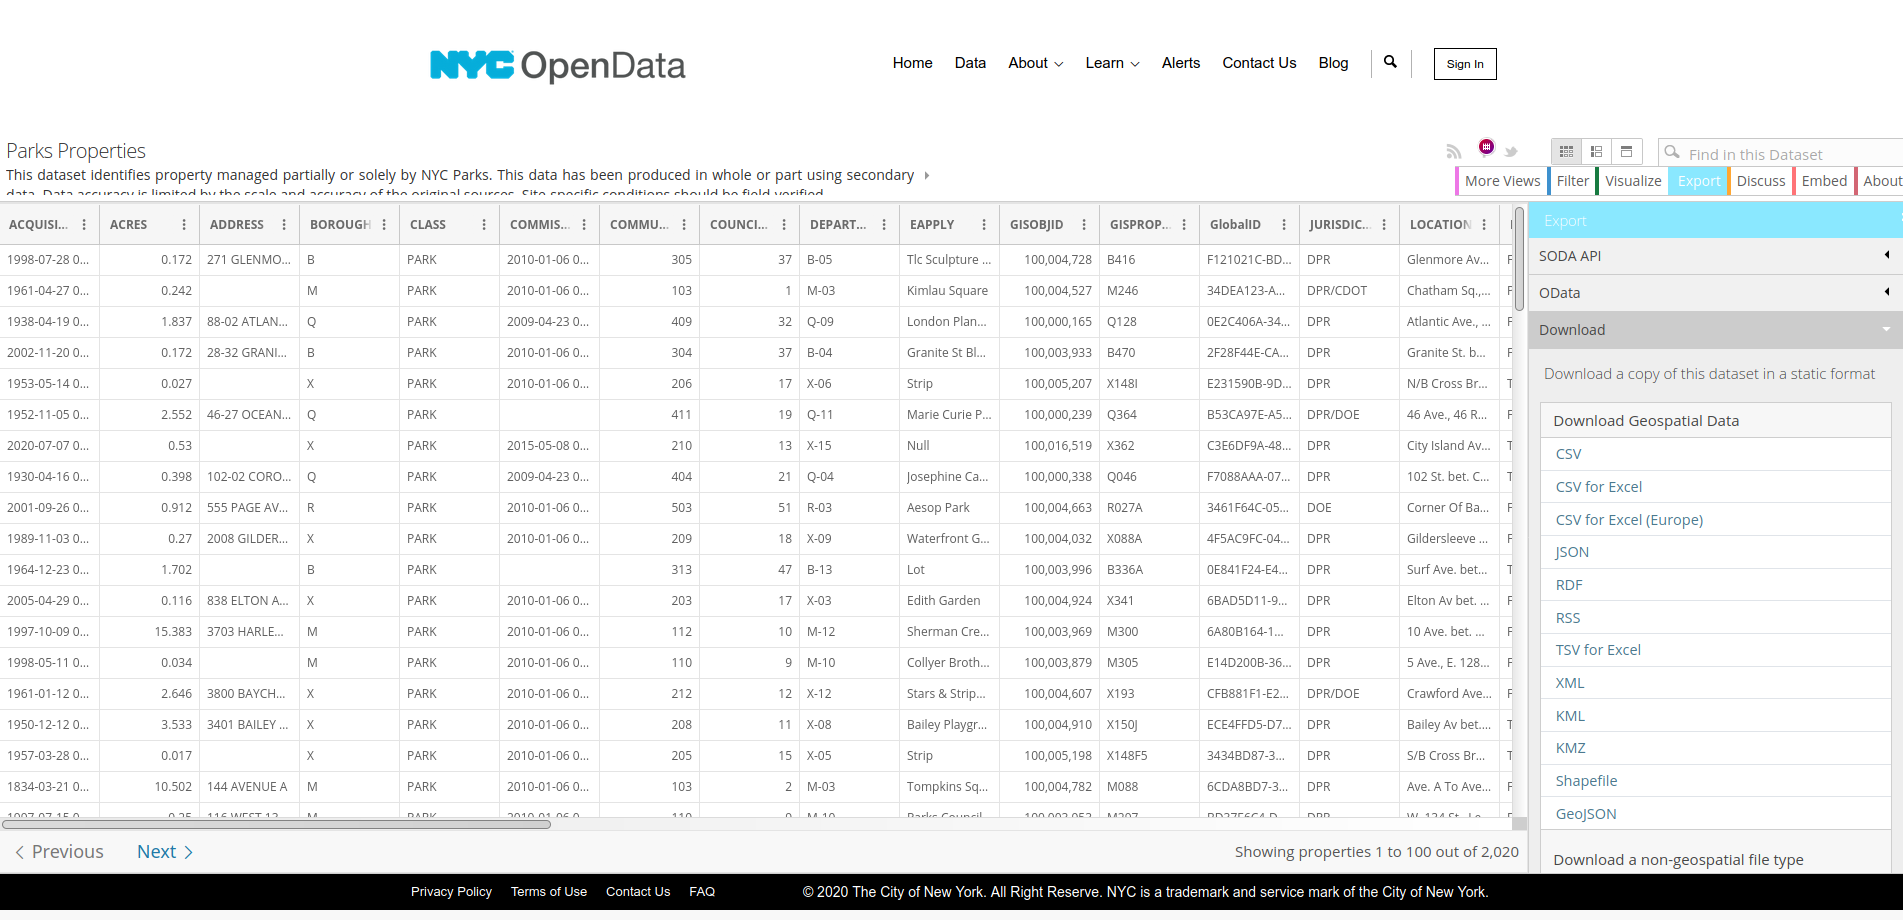 NYC OpenData
Home Data About Learn Alerts Contact Us Blog Sign In
Parks Properties
This dataset identifies property managed partially or solely by NYC Parks. This data has been produced in whole or part using secondary
data. Data accuracy is limited by the scale and accuracy of the original sources. Site specific conditions should be field verified.
Find in this Dataset
More Views Filter Visualize Export Discuss Embed About
ACQUISI... ACRES ADDRESS BOROUGH CLASS COMMIS... COMMU... COUNCI... DEPART... EAPPLY GISOBJID GISPROP... GlobalID JURISDIC... LOCATION
1998-07-28 0... 0.172 271 GLENMO... B PARK 2010-01-06 0... 305 37 B-05 Tlc Sculpture ... 100,004,728 B416 F121021C-BD... DPR Glenmore Av... F
1961-04-27 0... 0.242 M PARK 2010-01-06 0... 103 1 M-03 Kimlau Square 100,004,527 M246 34DEA123-A... DPR/CDOT Chatham Sq.,... F
1938-04-19 0... 1.837 88-02 ATLAN... Q PARK 2009-04-23 0... 409 32 Q-09 London Plan... 100,000,165 Q128 0E2C406A-34... DPR Atlantic Ave., ... F
2002-11-20 0... 0.172 28-32 GRANI... B PARK 2010-01-06 0... 304 37 B-04 Granite St Bl... 100,003,933 B470 2F28F44E-CA... DPR Granite St. b... F
1953-05-14 0... 0.027 X PARK 2010-01-06 0... 206 17 X-06 Strip 100,005,207 X148I E231590B-9D... DPR N/B Cross Br... T
1952-11-05 0... 2.552 46-27 OCEAN... Q PARK 411 19 Q-11 Marie Curie P... 100,000,239 Q364 B53CA97E-A5... DPR/DOE 46 Ave., 46 R... F
2020-07-07 0... 0.53 X PARK 2015-05-08 0... 210 13 X-15 Null 100,016,519 X362 C3E6DF9A-48... DPR City Island Av... T
1930-04-16 0... 0.398 102-02 CORO... Q PARK 2009-04-23 0... 404 21 Q-04 Josephine Ca... 100,000,338 Q046 F7088AAA-07... DPR 102 St. bet. C... F
2001-09-26 0... 0.912 555 PAGE AV... R PARK 2010-01-06 0... 503 51 R-03 Aesop Park 100,004,663 R027A 3461F64C-05... DOE Corner Of Ba... F
1989-11-03 0... 0.27 2008 GILDER... X PARK 2010-01-06 0... 209 18 X-09 Waterfront G... 100,004,032 X088A 4F5AC9FC-04... DPR Gildersleeve ... F
1964-12-23 0... 1.702 B PARK 313 47 B-13 Lot 100,003,996 B336A 0E841F24-E4... DPR Surf Ave. bet... T
2005-04-29 0... 0.116 838 ELTON A... X PARK 2010-01-06 0... 203 17 X-03 Edith Garden 100,004,924 X341 6BAD5D11-9... DPR Elton Av bet. ... F
1997-10-09 0... 15.383 3703 HARLE... M PARK 2010-01-06 0... 112 10 M-12 Sherman Cre... 100,003,969 M300 6A80B164-1... DPR 10 Ave. bet. ... F
1998-05-11 0... 0.034 M PARK 2010-01-06 0... 110 9 M-10 Collyer Broth... 100,003,879 M305 E14D200B-36... DPR 5 Ave., E. 128... F
1961-01-12 0... 2.646 3800 BAYCH... X PARK 2010-01-06 0... 212 12 X-12 Stars & Strip... 100,004,607 X193 CFB881F1-E2... DPR/DOE Crawford Ave... F
1950-12-12 0... 3.533 3401 BAILEY ... X PARK 2010-01-06 0... 208 11 X-08 Bailey Playgr... 100,004,910 X150J ECE4FFD5-D7... DPR Bailey Av bet.... T
1957-03-28 0... 0.017 X PARK 2010-01-06 0... 205 15 X-05 Strip 100,005,198 X148F5 3434BD87-3... DPR S/B Cross Br... T
1834-03-21 0... 10.502 144 AVENUE A M PARK 2010-01-06 0... 103 2 M-03 Tompkins Sq... 100,004,782 M088 6CDA8BD7-3... DPR Ave. A To Ave... F
Previous Next
Showing properties 1 to 100 out of 2,020
Export
SODA API
OData
Download
Download a copy of this dataset in a static format
Download Geospatial Data
CSV
CSV for Excel
CSV for Excel (Europe)
JSON
RDF
RSS
TSV for Excel
XML
KML
KMZ
Shapefile
GeoJSON
Download a non-geospatial file type
Privacy Policy Terms of Use Contact Us FAQ © 2020 The City of New York. All Right Reserve. NYC is a trademark and service mark of the City of New York.